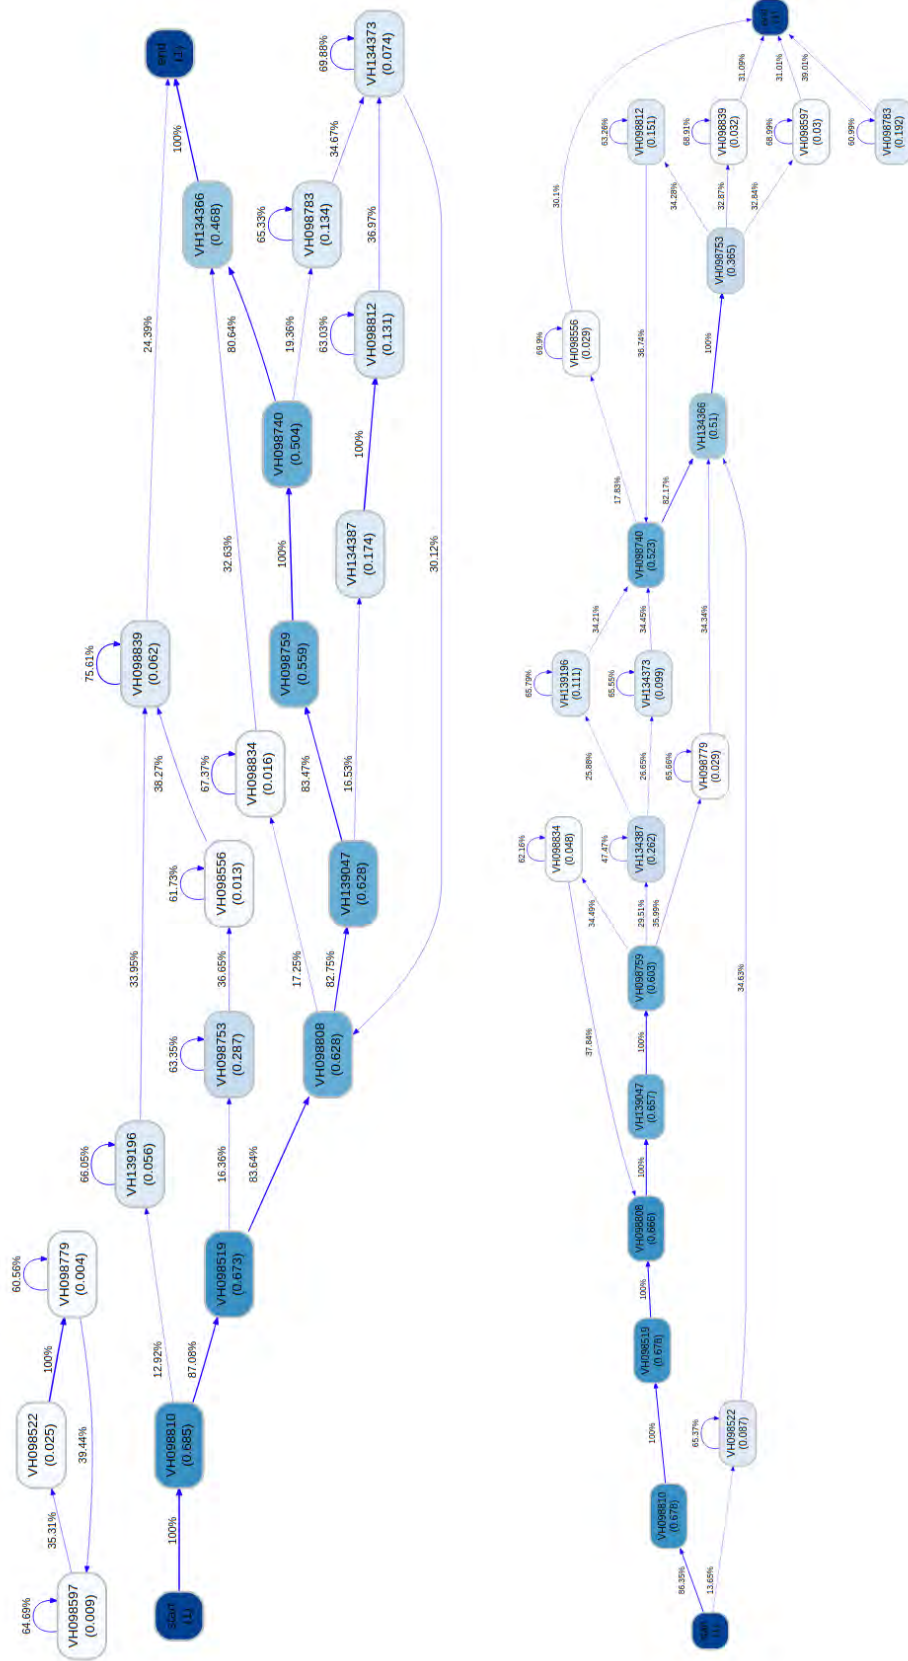 64.69%
VH098597
(0.009)
35.31%
VH098522
(0.025)
100%
39.44%
60.56%
VH098779
(0.004)
start
(1)
100%
VH098810
(0.685)
12.92%
87.08%
66.05%
VH139196
(0.056)
33.95%
VH098519
(0.673)
16.36%
83.64%
63.35%
VH098753
(0.287)
36.65%
61.73%
VH098556
(0.013)
38.27%
75.61%
VH098839
(0.062)
24.39%
VH098808
(0.628)
17.25%
82.75%
67.37%
VH098834
(0.016)
32.63%
VH139047
(0.628)
83.47%
16.53%
VH098759
(0.559)
100%
VH098740
(0.504)
80.64%
19.36%
VH134387
(0.174)
100%
63.03%
VH098812
(0.131)
36.97%
65.33%
VH098783
(0.134)
34.67%
69.88%
VH134373
(0.074)
30.12%
VH134366
(0.468)
100%
end
(1)
start
(1)
86.35%
13.65%
VH098810
(0.678)
100%
65.37%
VH098522
(0.087)
34.63%
VH098519
(0.678)
100%
VH098808
(0.666)
100%
VH139047
(0.657)
100%
VH098759
(0.603)
34.49%
29.51%
35.99%
62.16%
VH098834
(0.048)
37.84%
47.47%
VH134387
(0.262)
25.88%
26.65%
65.66%
VH098779
(0.029)
34.34%
65.79%
VH139196
(0.111)
34.21%
65.55%
VH134373
(0.099)
34.45%
VH098740
(0.523)
17.83%
82.17%
69.9%
VH098556
(0.029)
30.1%
VH134366
(0.51)
100%
VH098753
(0.365)
34.28%
32.87%
32.84%
63.26%
VH098812
(0.151)
36.74%
68.91%
VH098839
(0.032)
31.09%
68.99%
VH098597
(0.03)
31.01%
60.99%
VH098783
(0.192)
39.01%
end
(1)